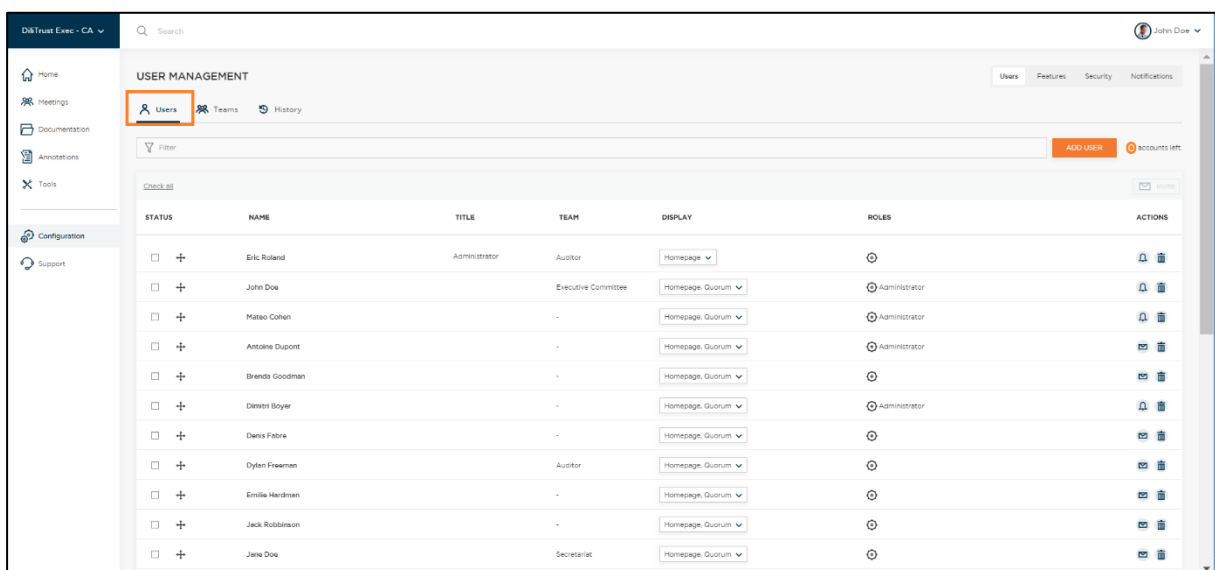 DiliTrust Exec - CA
Search
John Doe
Home
Meetings
Documentation
Annotations
Tools
Configuration
Support
USER MANAGEMENT
Users Features Security Notifications
Users Teams History
Filter
ADD USER
0 accounts left.
Check all
Invite
STATUS NAME TITLE TEAM DISPLAY ROLES ACTIONS
Eric Roland Administrator Auditor Homepage
John Doe Executive Committee Homepage, Quorum Administrator
Mateo Cohen - Homepage, Quorum Administrator
Antoine Dupont - Homepage, Quorum Administrator
Brenda Goodman - Homepage, Quorum
Dimitri Boyer - Homepage, Quorum Administrator
Denis Fabre - Homepage, Quorum
Dylan Freeman Auditor Homepage, Quorum
Emilie Hardman - Homepage, Quorum
Jack Robbinson - Homepage, Quorum
Jane Doe Secretariat Homepage, Quorum